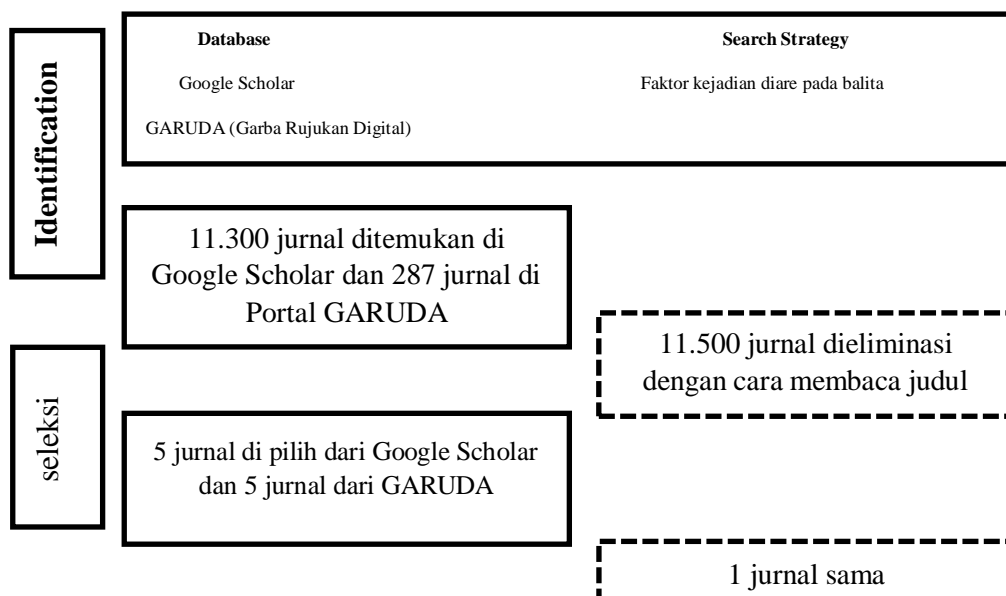 Identification
Database
Search Strategy
Google Scholar
Faktor kejadian diare pada balita
GARUDA (Garba Rujukan Digital)
11.300 jurnal ditemukan di
Google Scholar dan 287 jurnal di
Portal GARUDA
11.500 jurnal dieliminasi
dengan cara membaca judul
seleksi
5 jurnal di pilih dari Google Scholar
dan 5 jurnal dari GARUDA
1 jurnal sama